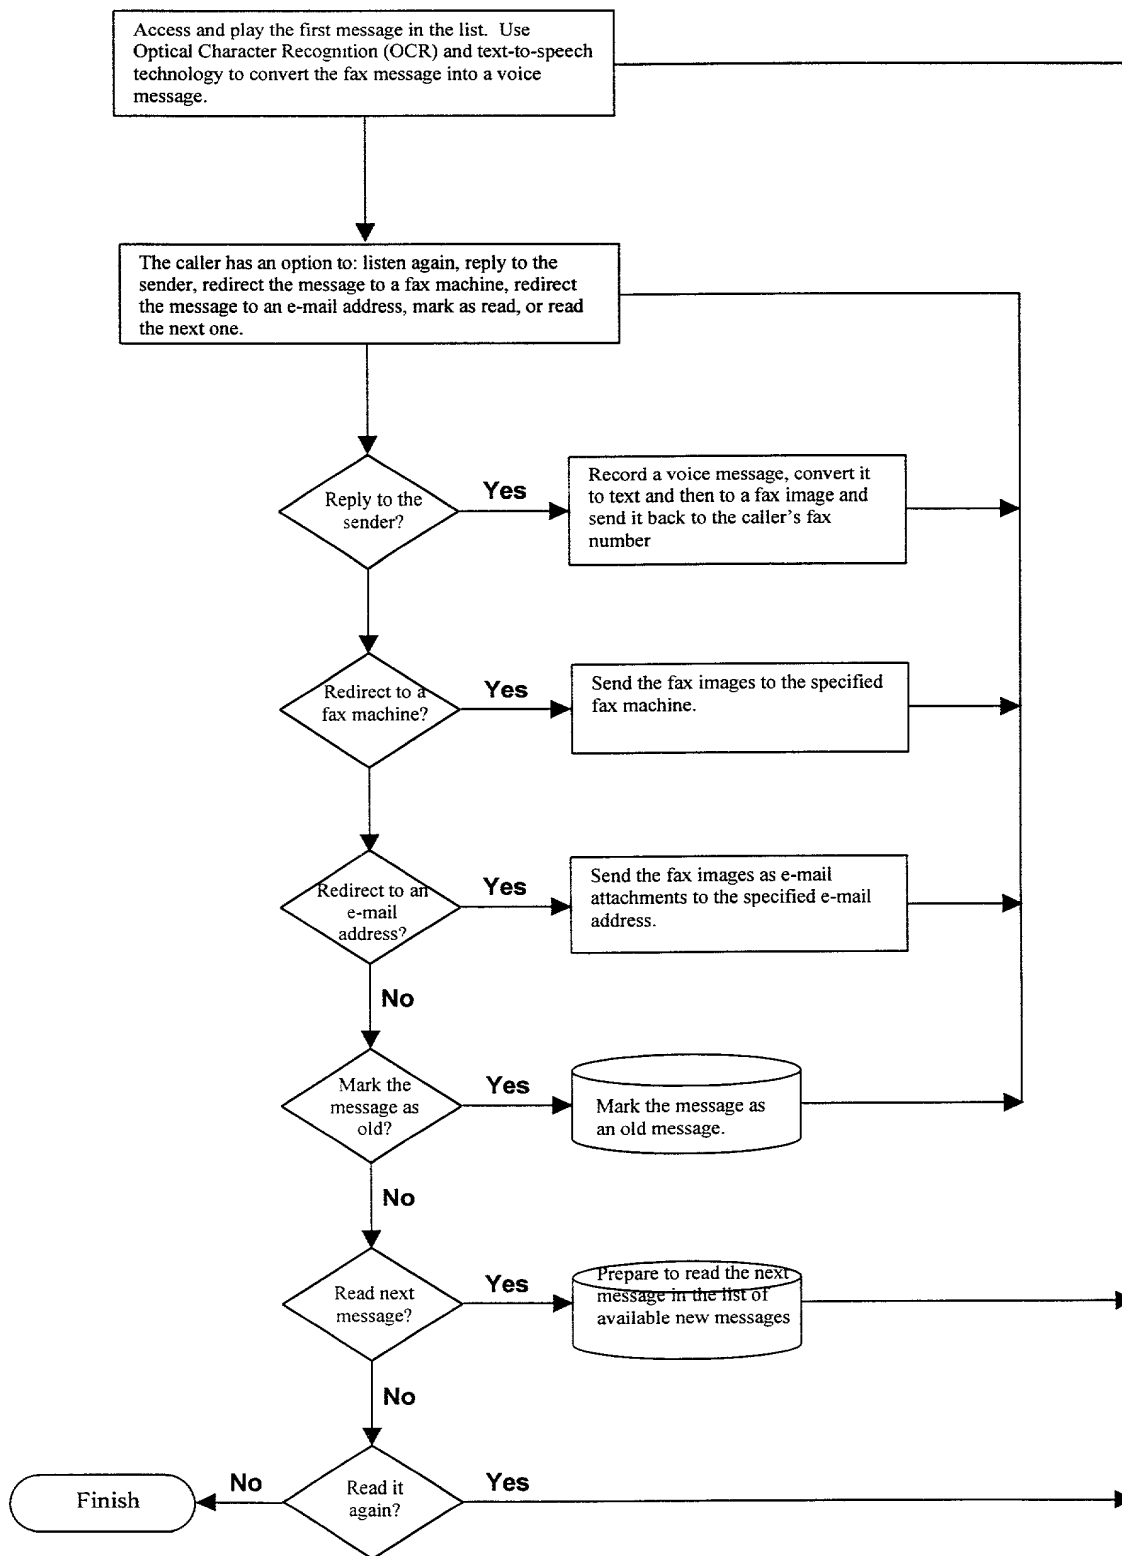 Access and play the first message in the list. Use
Optical Character Recognition (OCR) and text-to-speech
technology to convert the fax message into a voice
message.
The caller has an option to: listen again, reply to the
sender, redirect the message to a fax machine, redirect
the message to an e-mail address, mark as read, or read
the next one.
Reply to the
sender?
Yes
Record a voice message, convert it
to text and then to a fax image and
send it back to the caller's fax
number
Redirect to a
fax machine?
Yes
Send the fax images to the specified
fax machine.
Redirect to an
e-mail
address?
Yes
Send the fax images as e-mail
attachments to the specified e-mail
address.
No
Mark the
message as
old?
Yes
Mark the message as
an old message.
No
Read next
message?
Yes
Prepare to read the next
message in the list of
available new messages
No
Read it
again?
Yes
No
Finish